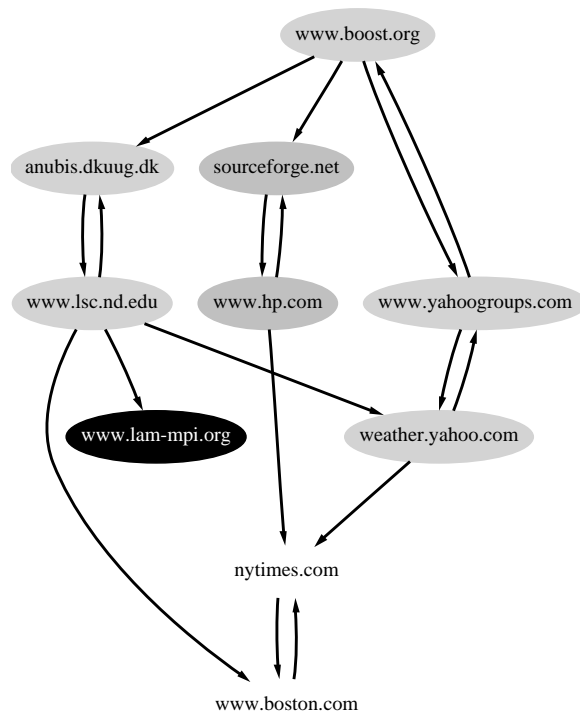 www.boost.org
anubis.dkuug.dk
sourceforge.net
www.lsc.nd.edu
www.hp.com
www.yahoogroups.com
www.lam-mpi.org
weather.yahoo.com
nytimes.com
www.boston.com